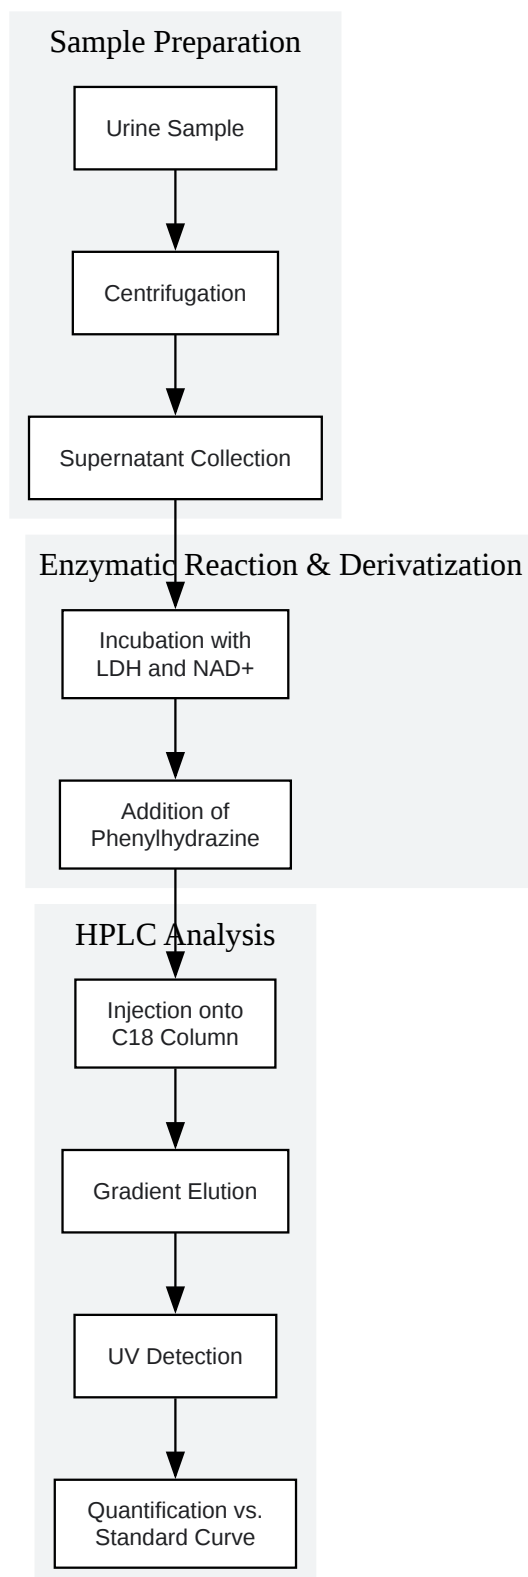 Sample Preparation
Urine Sample
Centrifugation
Supernatant Collection
Enzymatic Reaction & Derivatization
Incubation with
LDH and NAD+
Addition of
Phenylhydrazine
HPLC Analysis
Injection onto
C18 Column
Gradient Elution
UV Detection
Quantification vs.
Standard Curve